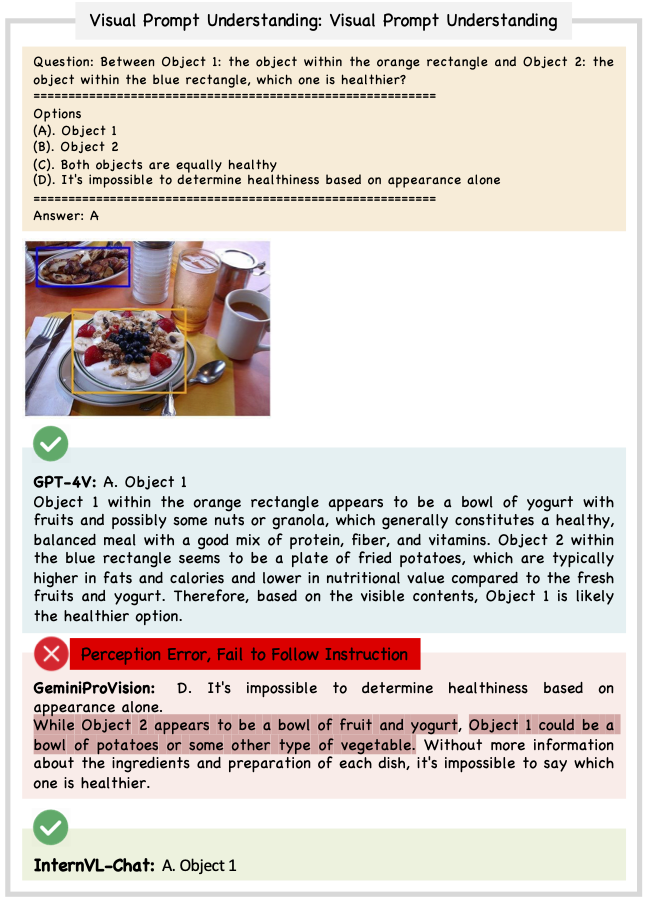 Visual Prompt Understanding: Visual Prompt Understanding
Question: Between Object 1: the object within the orange rectangle and Object 2: the
object within the blue rectangle, which one is healthier?
==========================================================
Options
(A). Object 1
(B). Object 2
(C). Both objects are equally healthy
(D). It's impossible to determine healthiness based on appearance alone
==========================================================
Answer: A
GPT-4V: A. Object 1
Object 1 within the orange rectangle appears to be a bowl of yogurt with
fruits and possibly some nuts or granola, which generally constitutes a healthy,
balanced meal with a good mix of protein, fiber, and vitamins. Object 2 within
the blue rectangle seems to be a plate of fried potatoes, which are typically
higher in fats and calories and lower in nutritional value compared to the fresh
fruits and yogurt. Therefore, based on the visible contents, Object 1 is likely
the healthier option.
Perception Error, Fail to Follow Instruction
GeminiProVision: D. It's impossible to determine healthiness based on
appearance alone.
While Object 2 appears to be a bowl of fruit and yogurt, Object 1 could be a
bowl of potatoes or some other type of vegetable. Without more information
about the ingredients and preparation of each dish, it's impossible to say which
one is healthier.
InternVL-Chat: A. Object 1